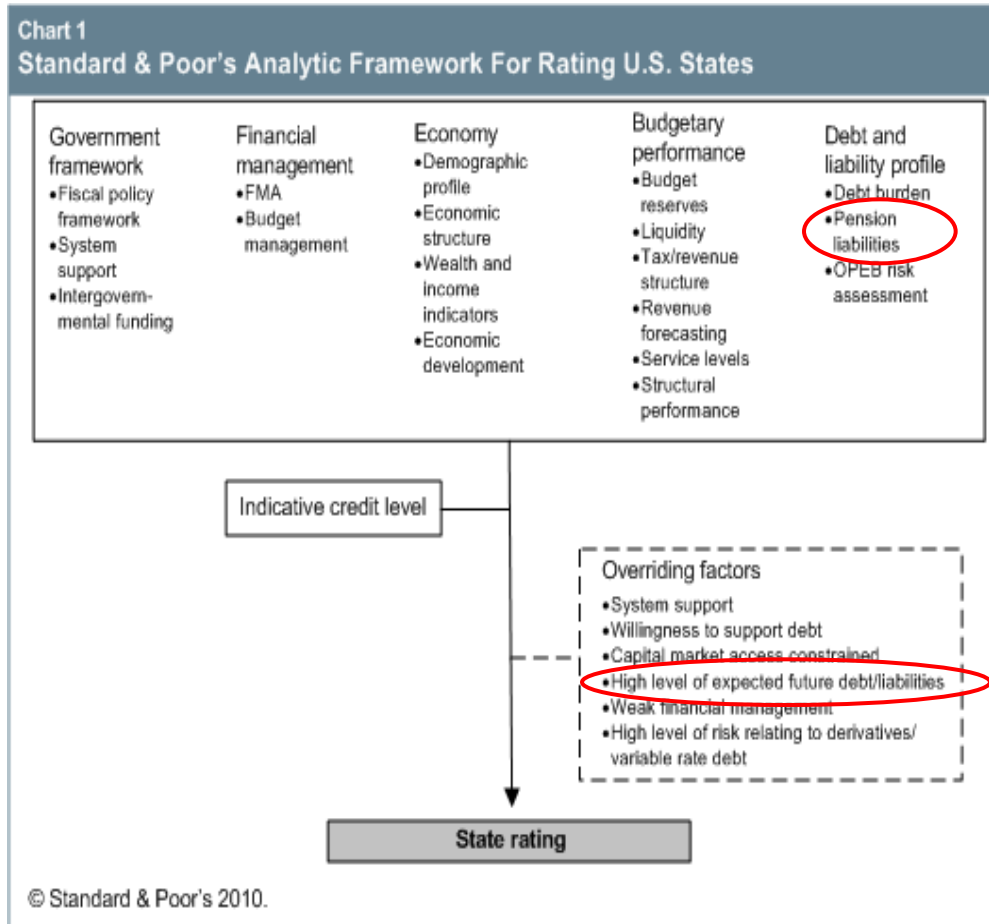 Chart 1
Standard & Poor's Analytic Framework For Rating U.S. States
Government
framework
•Fiscal policy
framework
•System
support
•Intergovern-
mental funding
Financial
management
•FMA
•Budget
management
Economy
•Demographic
profile
•Economic
structure
•Wealth and
income
indicators
•Economic
development
Budgetary
performance
•Budget
reserves
•Liquidity
•Tax/revenue
structure
•Revenue
forecasting
•Service levels
•Structural
performance
Debt and
liability profile
•Debt burden
•Pension
liabilities
•OPEB risk
assessment
Indicative credit level
Overriding factors
•System support
•Willingness to support debt
•Capital market access constrained
•High level of expected future debt/liabilities
•Weak financial management
•High level of risk relating to derivatives/
variable rate debt
State rating
© Standard & Poor's 2010.